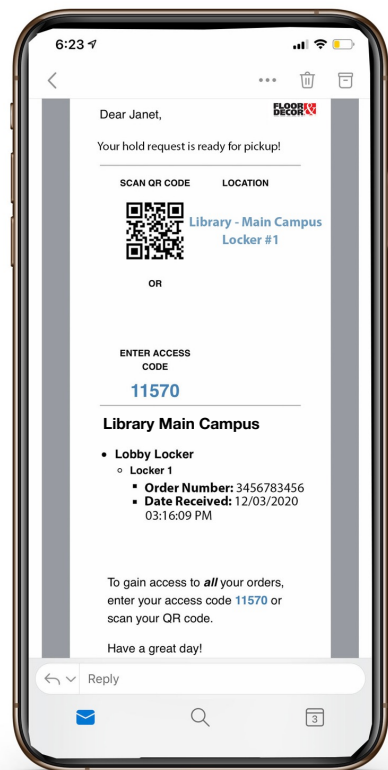 6:23
Dear Janet,
FLOOR &
DECOR
Your hold request is ready for pickup!
SCAN QR CODE LOCATION
Library - Main Campus
Locker #1
OR
ENTER ACCESS
CODE
11570
Library Main Campus
• Lobby Locker
○ Locker 1
▪ Order Number: 3456783456
▪ Date Received: 12/03/2020
03:16:09 PM
To gain access to all your orders,
enter your access code 11570 or
scan your QR code.
Have a great day!
Reply
3